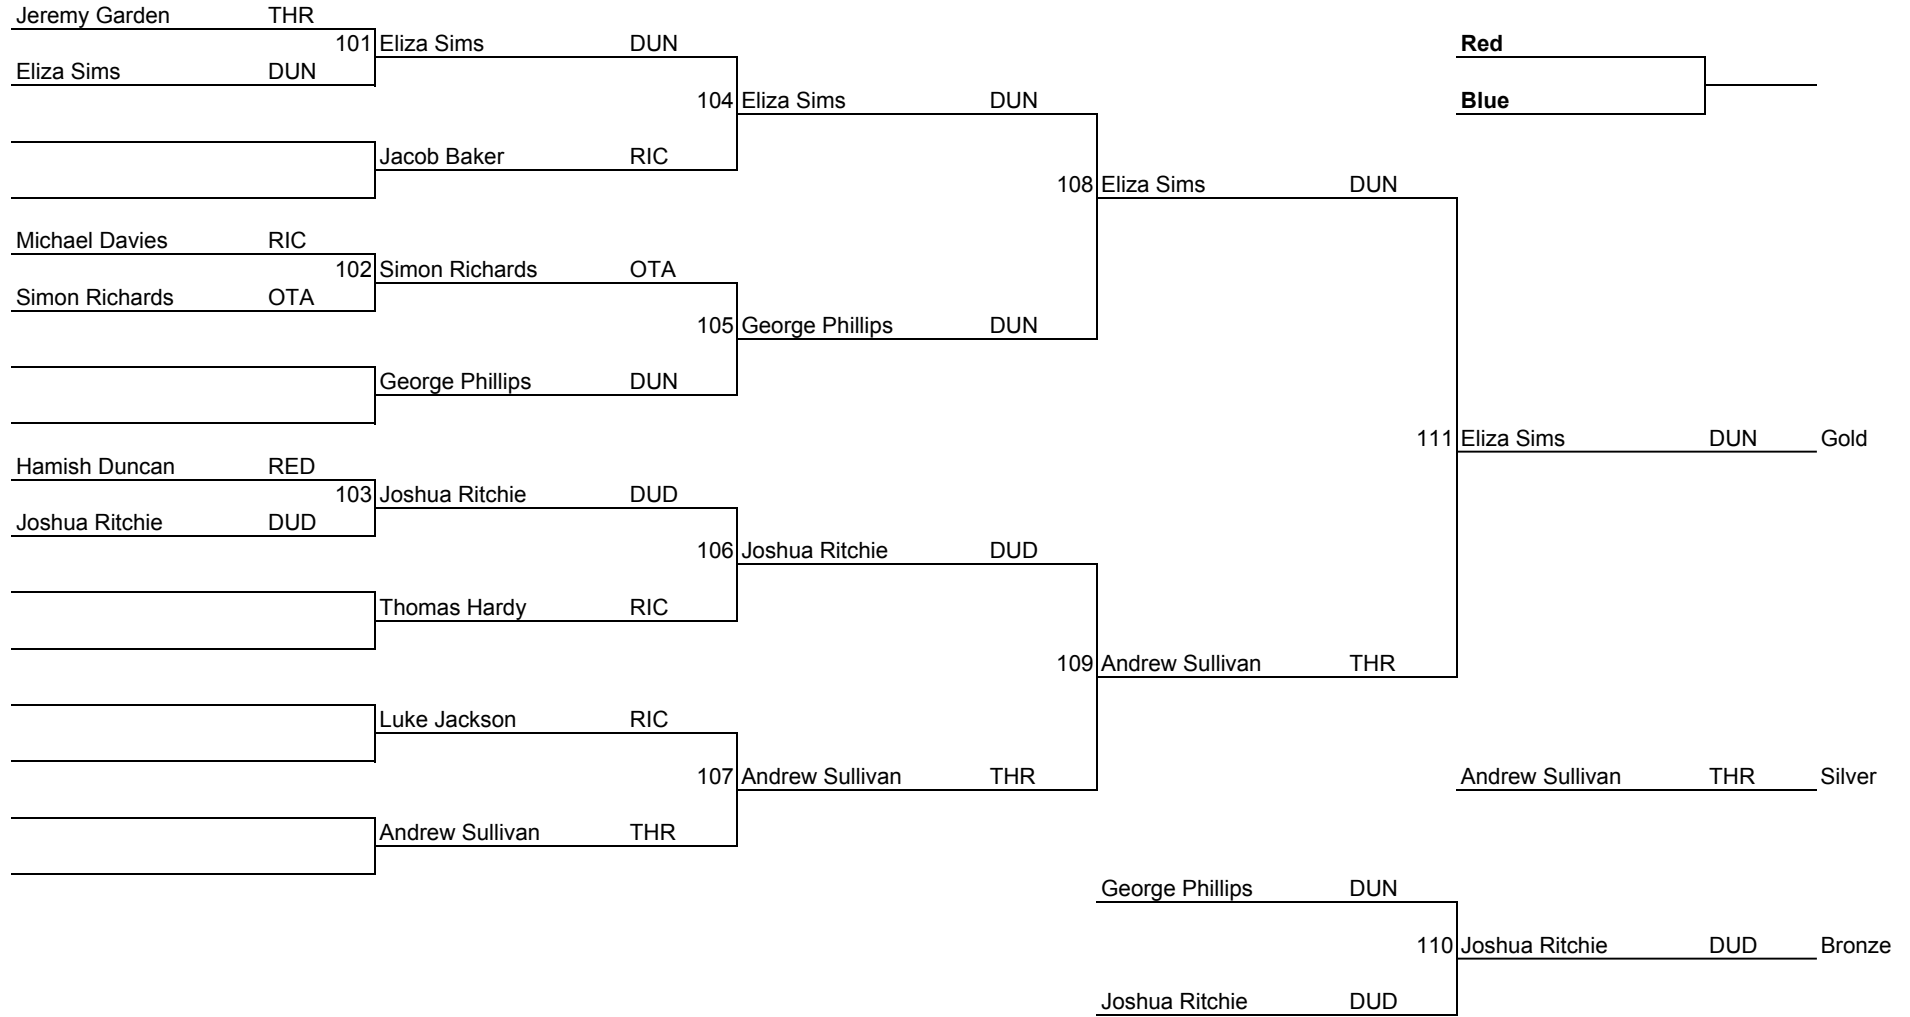 Jeremy Garden THR
101 Eliza Sims DUN
Red
Eliza Sims DUN
104 Eliza Sims DUN
Blue
Jacob Baker RIC
108 Eliza Sims DUN
Michael Davies RIC
102 Simon Richards OTA
Simon Richards OTA
105 George Phillips DUN
George Phillips DUN
111 Eliza Sims DUN Gold
Hamish Duncan RED
103 Joshua Ritchie DUD
Joshua Ritchie DUD
106 Joshua Ritchie DUD
Thomas Hardy RIC
109 Andrew Sullivan THR
Luke Jackson RIC
107 Andrew Sullivan THR
Andrew Sullivan THR Silver
Andrew Sullivan THR
George Phillips DUN
110 Joshua Ritchie DUD Bronze
Joshua Ritchie DUD